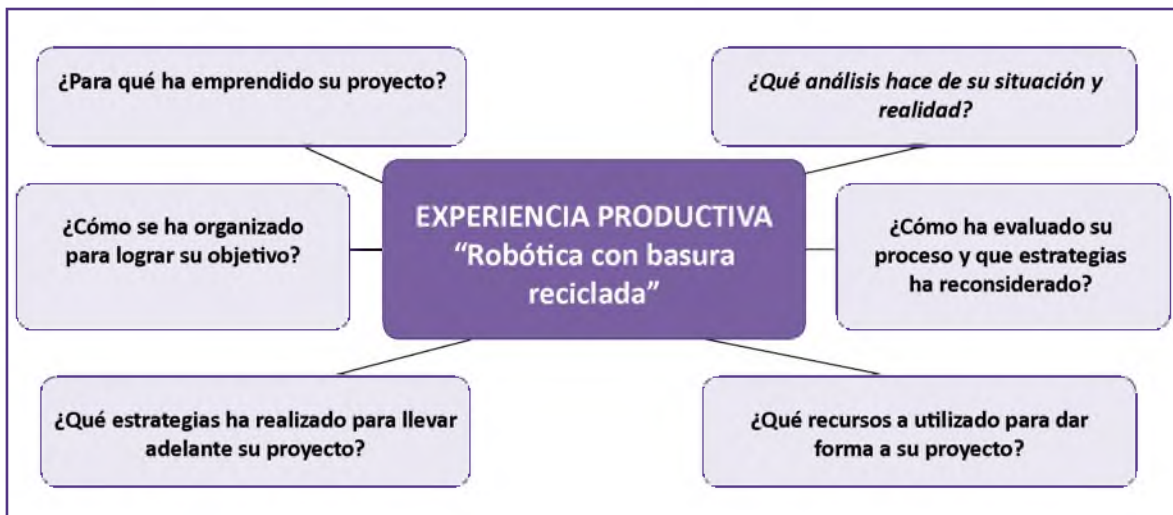 ¿Para qué ha emprendido su proyecto?
¿Qué análisis hace de su situación y
realidad?
EXPERIENCIA PRODUCTIVA
“Robótica con basura
reciclada”
¿Cómo se ha organizado
para lograr su objetivo?
¿Cómo ha evaluado su
proceso y que estrategias
ha reconsiderado?
¿Qué estrategias ha realizado para llevar
adelante su proyecto?
¿Qué recursos a utilizado para dar
forma a su proyecto?